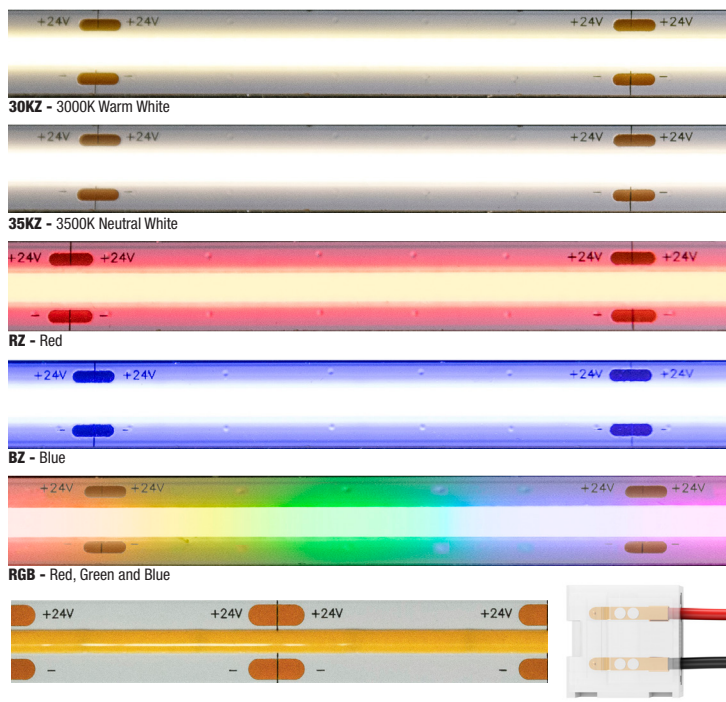 +24V +24V +24V +24V
- - - -
30KZ - 3000K Warm White
+24V +24V +24V +24V
- - - -
35KZ - 3500K Neutral White
+24V +24V +24V +24V
- - - -
RZ - Red
+24V +24V +24V +24V
- - - -
BZ - Blue
+24V +24V +24V +24V
- - - -
RGB - Red, Green and Blue
+24V +24V +24V +24V
- - - -